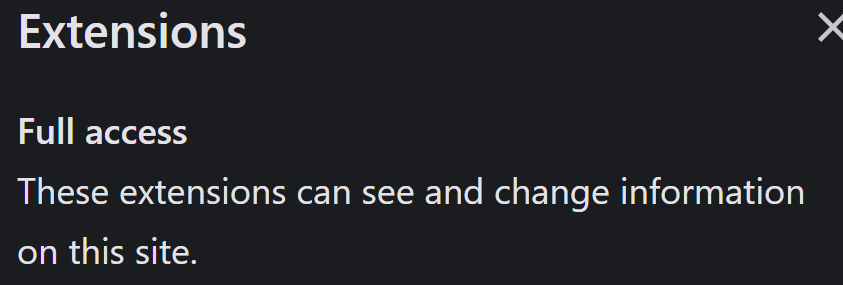 Extensions
Full access
These extensions can see and change information
on this site.